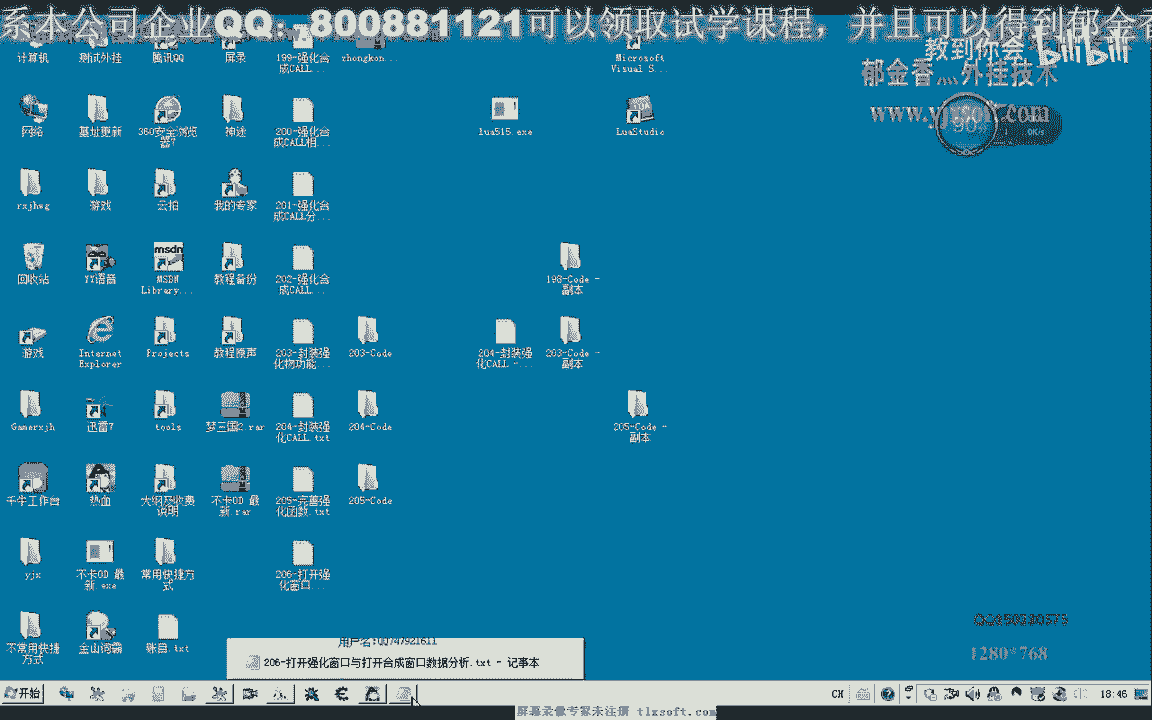 系本公司企业QQ：800881121可以领取试学课程，并且可以得到郁金香
教到你会 bilibili
郁金香灬外挂技术
www.yjxsoft.com
90%
0K/s
计算机
测试外挂
腾讯QQ
屏录
199-强化合成CALL...
zhongkon...
Microsoft
Visual S...
网络
基址更新
360安全浏览
器7
神途
200-强化合
成CALL相...
lua515.exe
LuaStudio
rxjhwg
游戏
云拍
我的专家
201-强化合
成CALL分...
回收站
YY语音
msdn
MSDN
Library...
教程备份
202-强化合
成CALL...
198-Code -
副本
游戏
Internet
Explorer
Projects
教程原声
203-封装强
化物功能...
203-Code
204-封装强
化CALL -...
203-Code -
副本
Gamerxjh
迅雷7
tools
梦三国2.rar
204-封装强
化CALL.txt
204-Code
205-Code -
副本
千牛工作台
热血
大纲及收费
说明
不卡OD 最
新.rar
205-完善强
化函数.txt
205-Code
yjx
不卡OD 最
新.exe
常用快捷方
式
206-打开强
化窗口...
不常用快捷
方式
金山词霸
账目.txt
用户名:QQ747921611
206-打开强化窗口与打开合成窗口数据分析.txt - 记事本
1280*768
开始
CH
18:46
屏幕录像专家未注册 tlxsoft.com